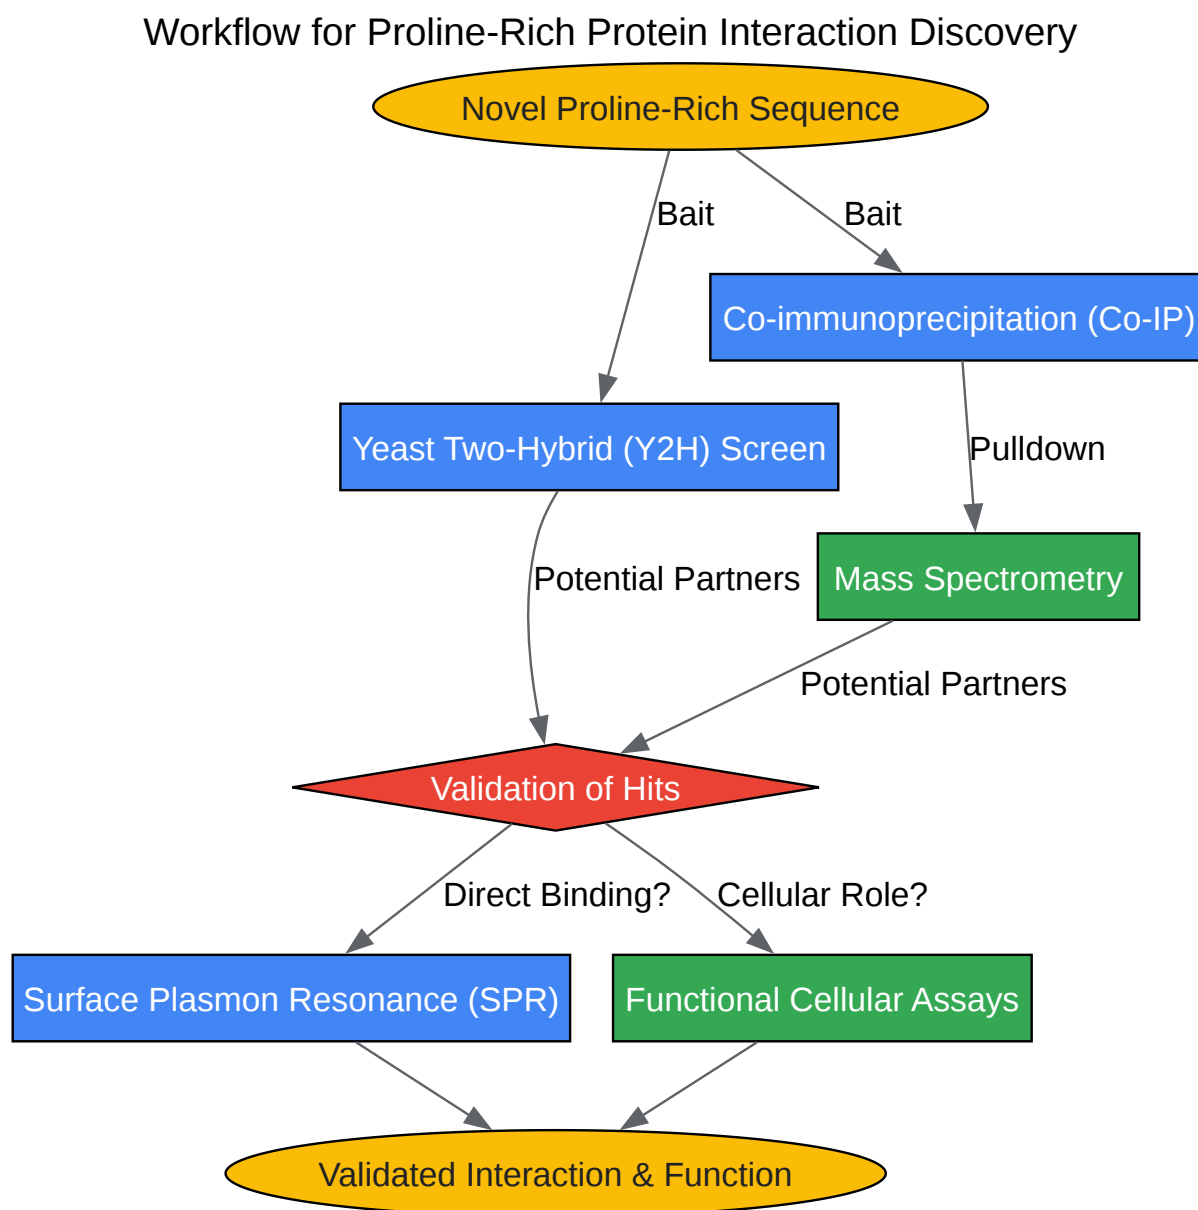 Workflow for Proline-Rich Protein Interaction Discovery
Novel Proline-Rich Sequence
Bait
Bait
Co-immunoprecipitation (Co-IP)
Yeast Two-Hybrid (Y2H) Screen
Pulldown
Potential Partners
Mass Spectrometry
Potential Partners
Validation of Hits
Direct Binding?
Cellular Role?
Surface Plasmon Resonance (SPR)
Functional Cellular Assays
Validated Interaction & Function